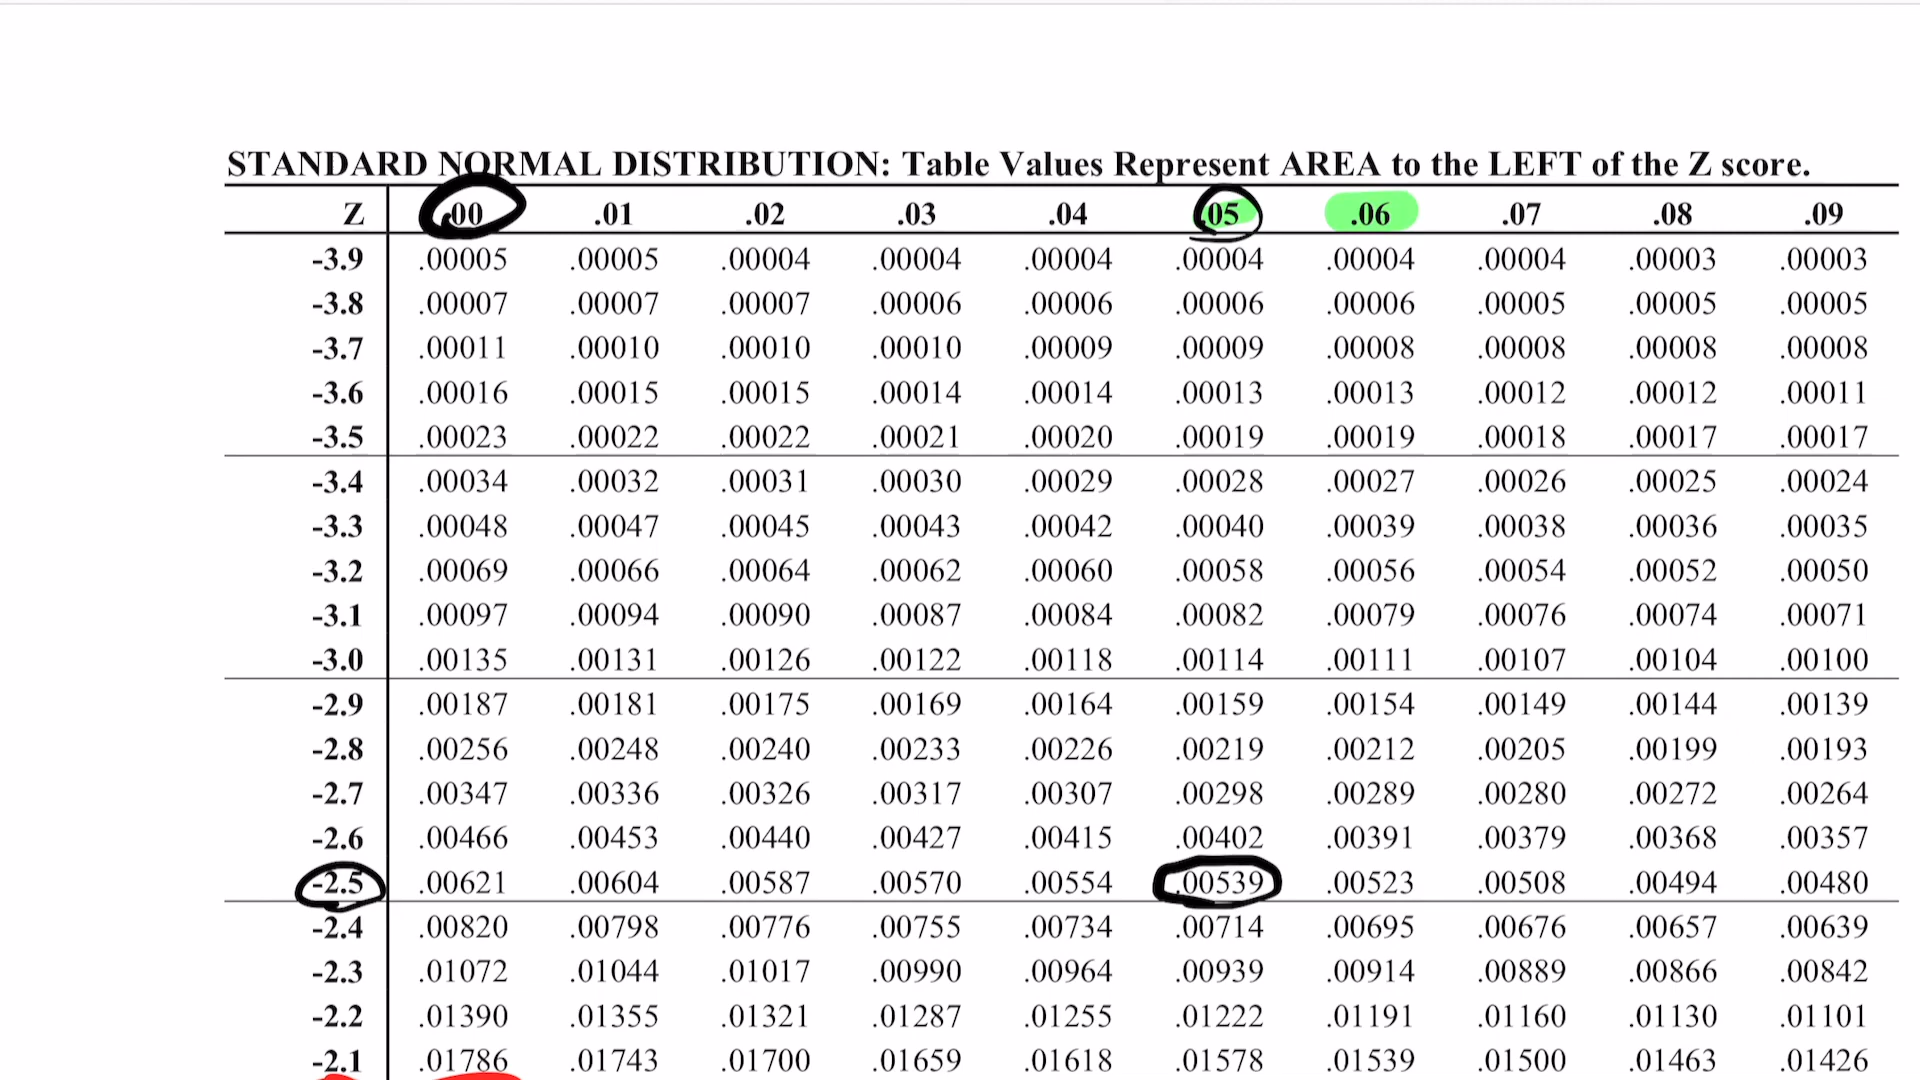 STANDARD NORMAL DISTRIBUTION: Table Values Represent AREA to the LEFT of the Z score.
Z .00 .01 .02 .03 .04 .05 .06 .07 .08 .09
-3.9 .00005 .00005 .00004 .00004 .00004 .00004 .00004 .00004 .00003 .00003
-3.8 .00007 .00007 .00007 .00006 .00006 .00006 .00006 .00005 .00005 .00005
-3.7 .00011 .00010 .00010 .00010 .00009 .00009 .00008 .00008 .00008 .00008
-3.6 .00016 .00015 .00015 .00014 .00014 .00013 .00013 .00012 .00012 .00011
-3.5 .00023 .00022 .00022 .00021 .00020 .00019 .00019 .00018 .00017 .00017
-3.4 .00034 .00032 .00031 .00030 .00029 .00028 .00027 .00026 .00025 .00024
-3.3 .00048 .00047 .00045 .00043 .00042 .00040 .00039 .00038 .00036 .00035
-3.2 .00069 .00066 .00064 .00062 .00060 .00058 .00056 .00054 .00052 .00050
-3.1 .00097 .00094 .00090 .00087 .00084 .00082 .00079 .00076 .00074 .00071
-3.0 .00135 .00131 .00126 .00122 .00118 .00114 .00111 .00107 .00104 .00100
-2.9 .00187 .00181 .00175 .00169 .00164 .00159 .00154 .00149 .00144 .00139
-2.8 .00256 .00248 .00240 .00233 .00226 .00219 .00212 .00205 .00199 .00193
-2.7 .00347 .00336 .00326 .00317 .00307 .00298 .00289 .00280 .00272 .00264
-2.6 .00466 .00453 .00440 .00427 .00415 .00402 .00391 .00379 .00368 .00357
-2.5 .00621 .00604 .00587 .00570 .00554 .00539 .00523 .00508 .00494 .00480
-2.4 .00820 .00798 .00776 .00755 .00734 .00714 .00695 .00676 .00657 .00639
-2.3 .01072 .01044 .01017 .00990 .00964 .00939 .00914 .00889 .00866 .00842
-2.2 .01390 .01355 .01321 .01287 .01255 .01222 .01191 .01160 .01130 .01101
-2.1 .01786 .01743 .01700 .01659 .01618 .01578 .01539 .01500 .01463 .01426